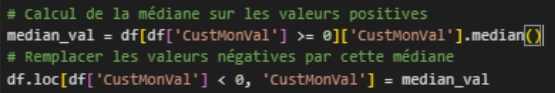 # Calcul de la médiane sur les valeurs positives
median_val = df[df['CustMonVal'] >= 0]['CustMonVal'].median()
# Remplacer les valeurs négatives par cette médiane
df.loc[df['CustMonVal'] < 0, 'CustMonVal'] = median_val